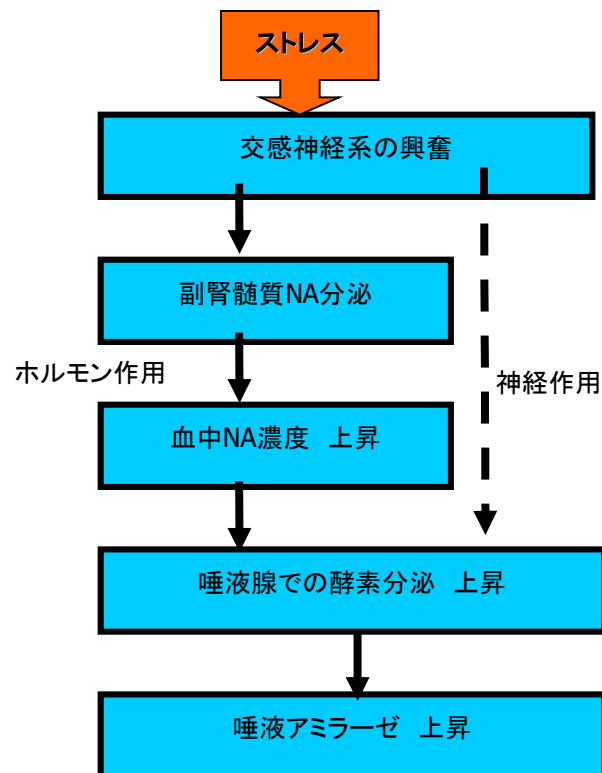 ストレス
交感神経系の興奮
副腎髄質NA分泌
ホルモン作用
神経作用
血中NA濃度　上昇
唾液腺での酵素分泌　上昇
唾液アミラーゼ　上昇